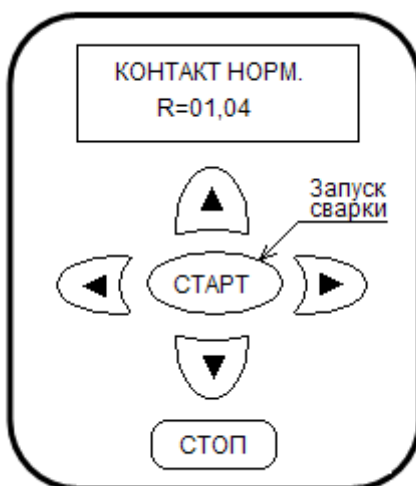 КОНТАКТ НОРМ.
R=01,04
Запуск
сварки
СТАРТ
СТОП